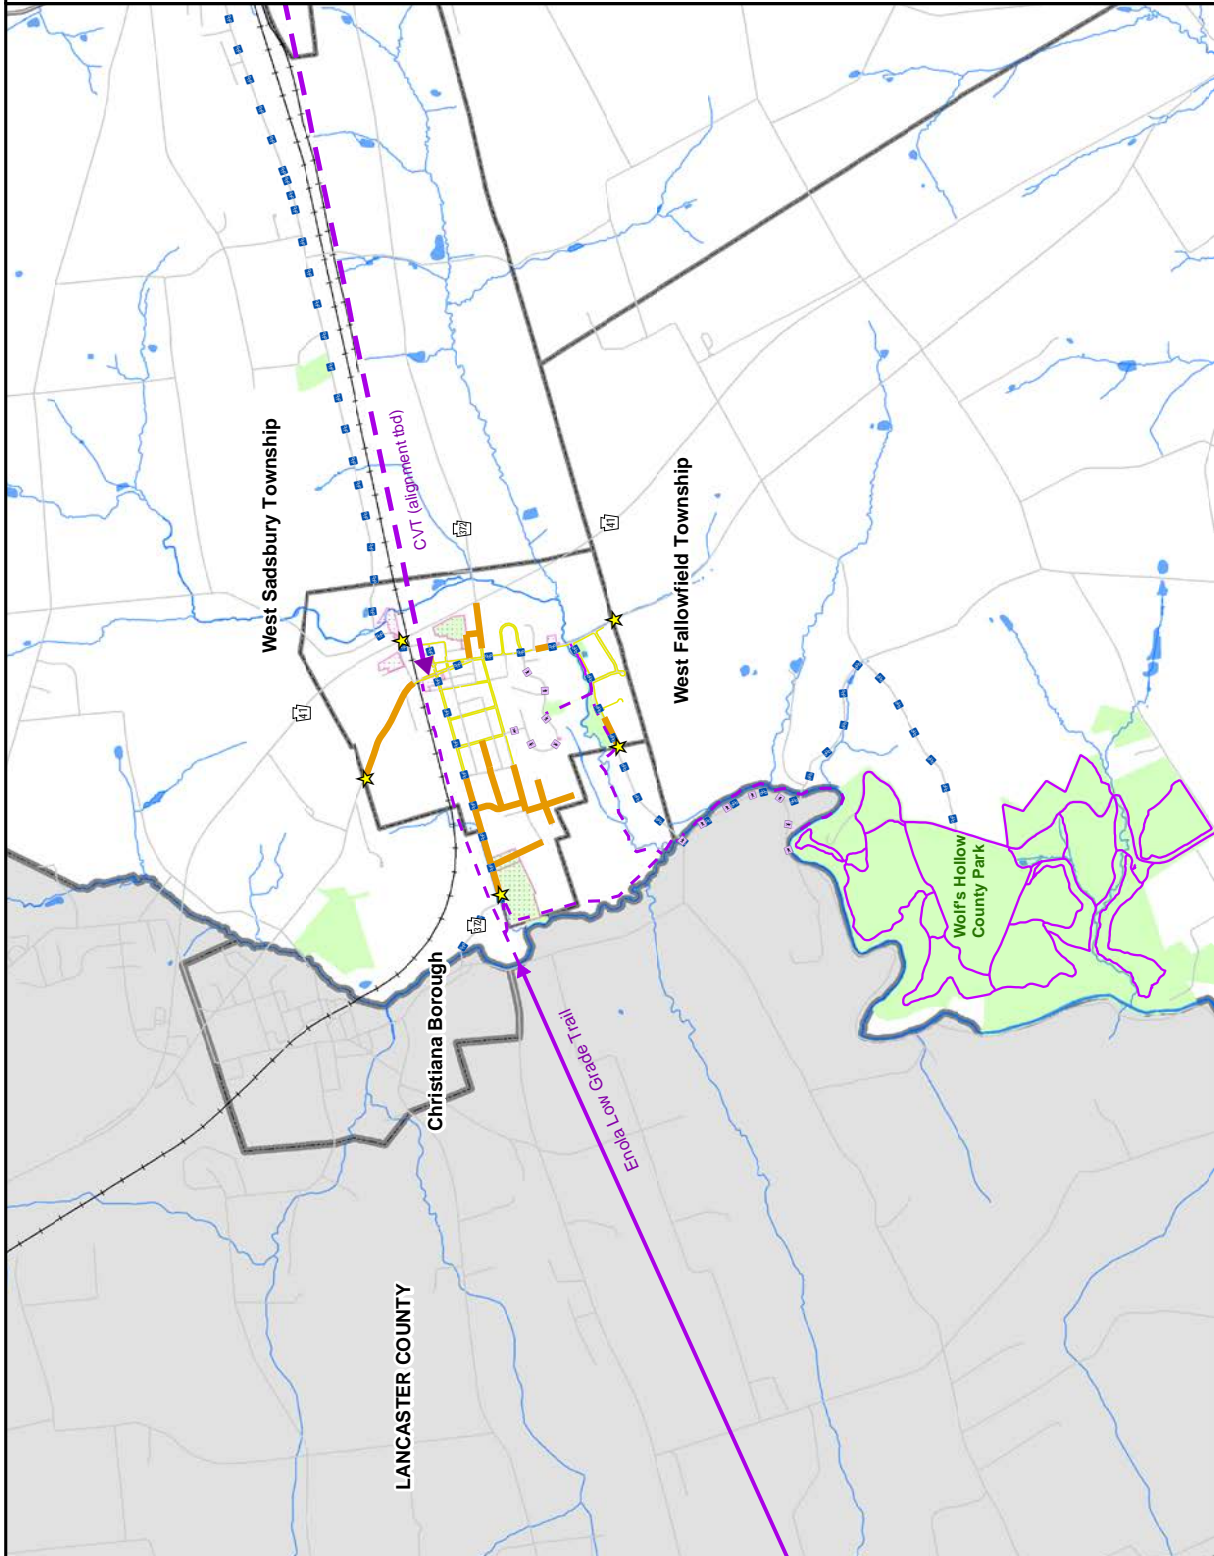 West Sadsbury Township
CVT (alignment tbd)
372
41
West Fallowfield Township
41
Wolf's Hollow
County Park
372
Christiana Borough
Enola Low Grade Trail
LANCASTER COUNTY